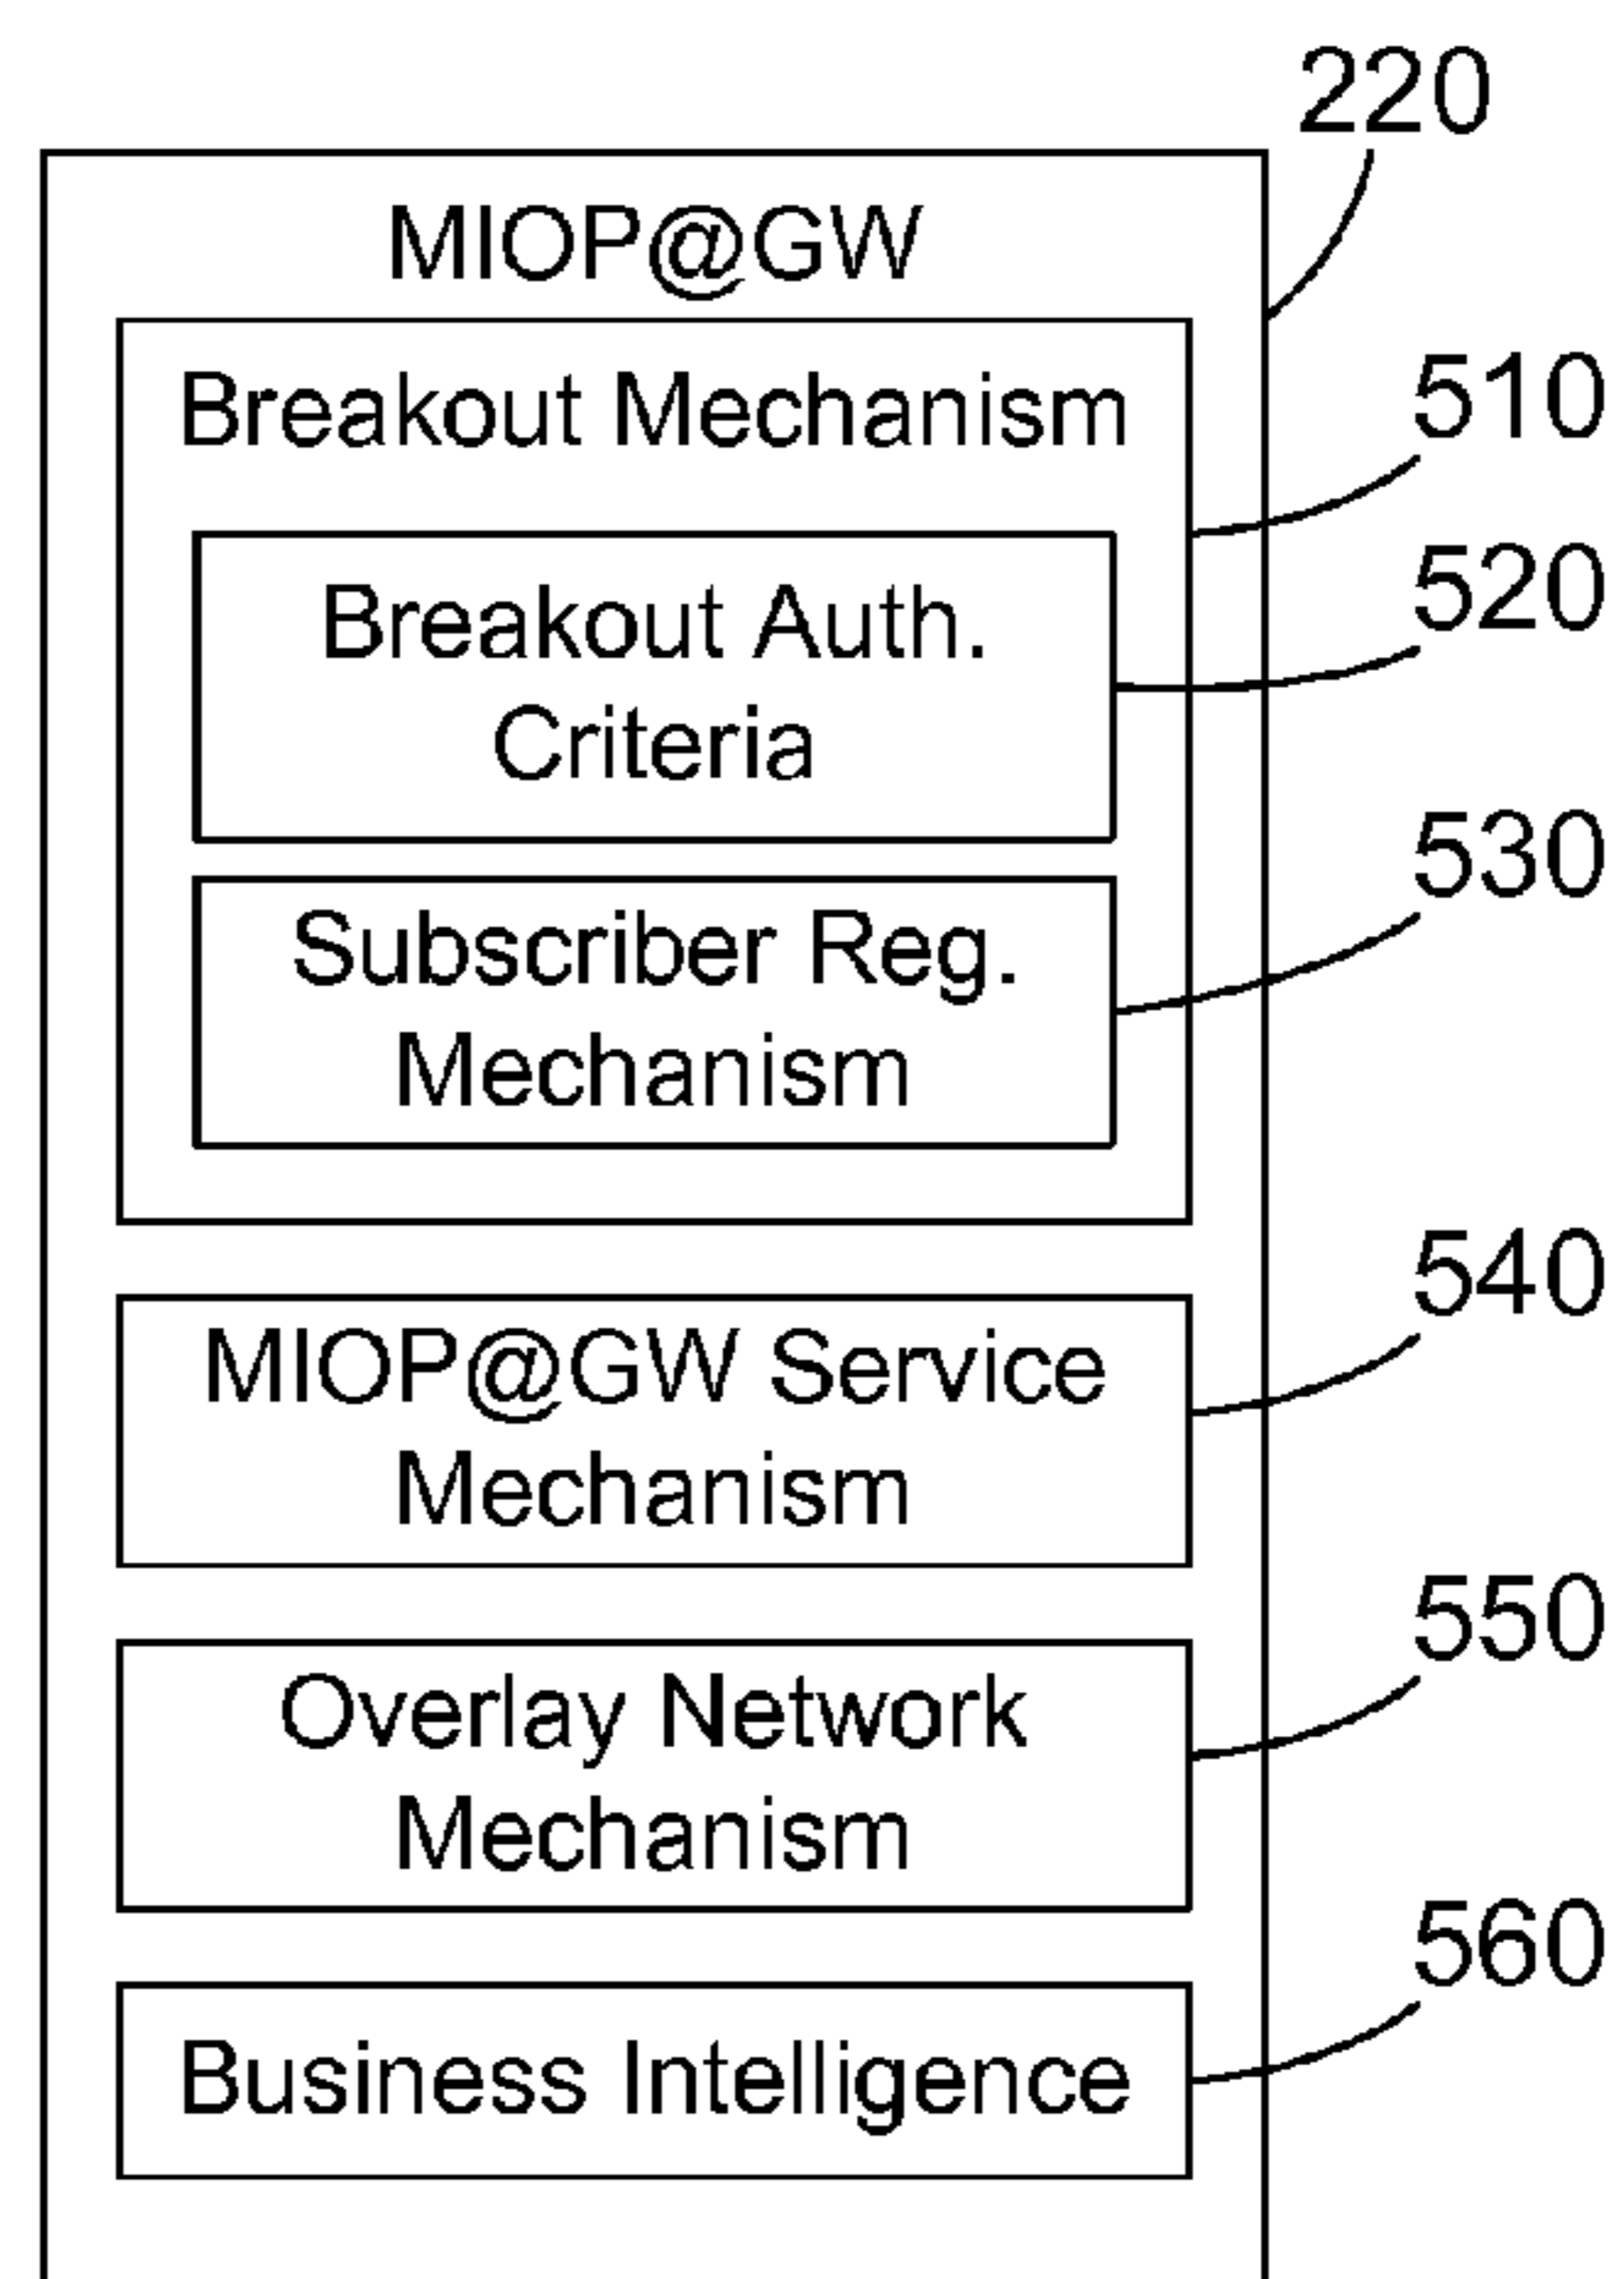 220
MIOP@GW
Breakout Mechanism
510
Breakout Auth.
Criteria
520
Subscriber Reg.
Mechanism
530
MIOP@GW Service
Mechanism
540
Overlay Network
Mechanism
550
Business Intelligence
560